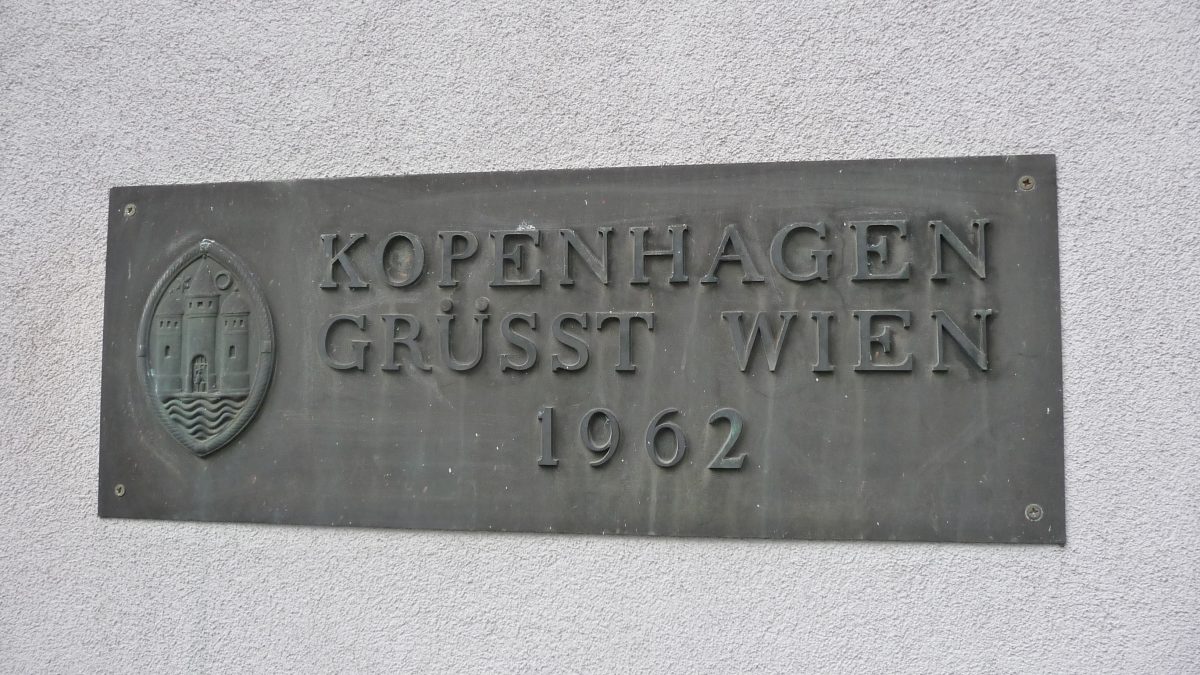 KOPENHAGEN
GRÜSST WIEN
1962